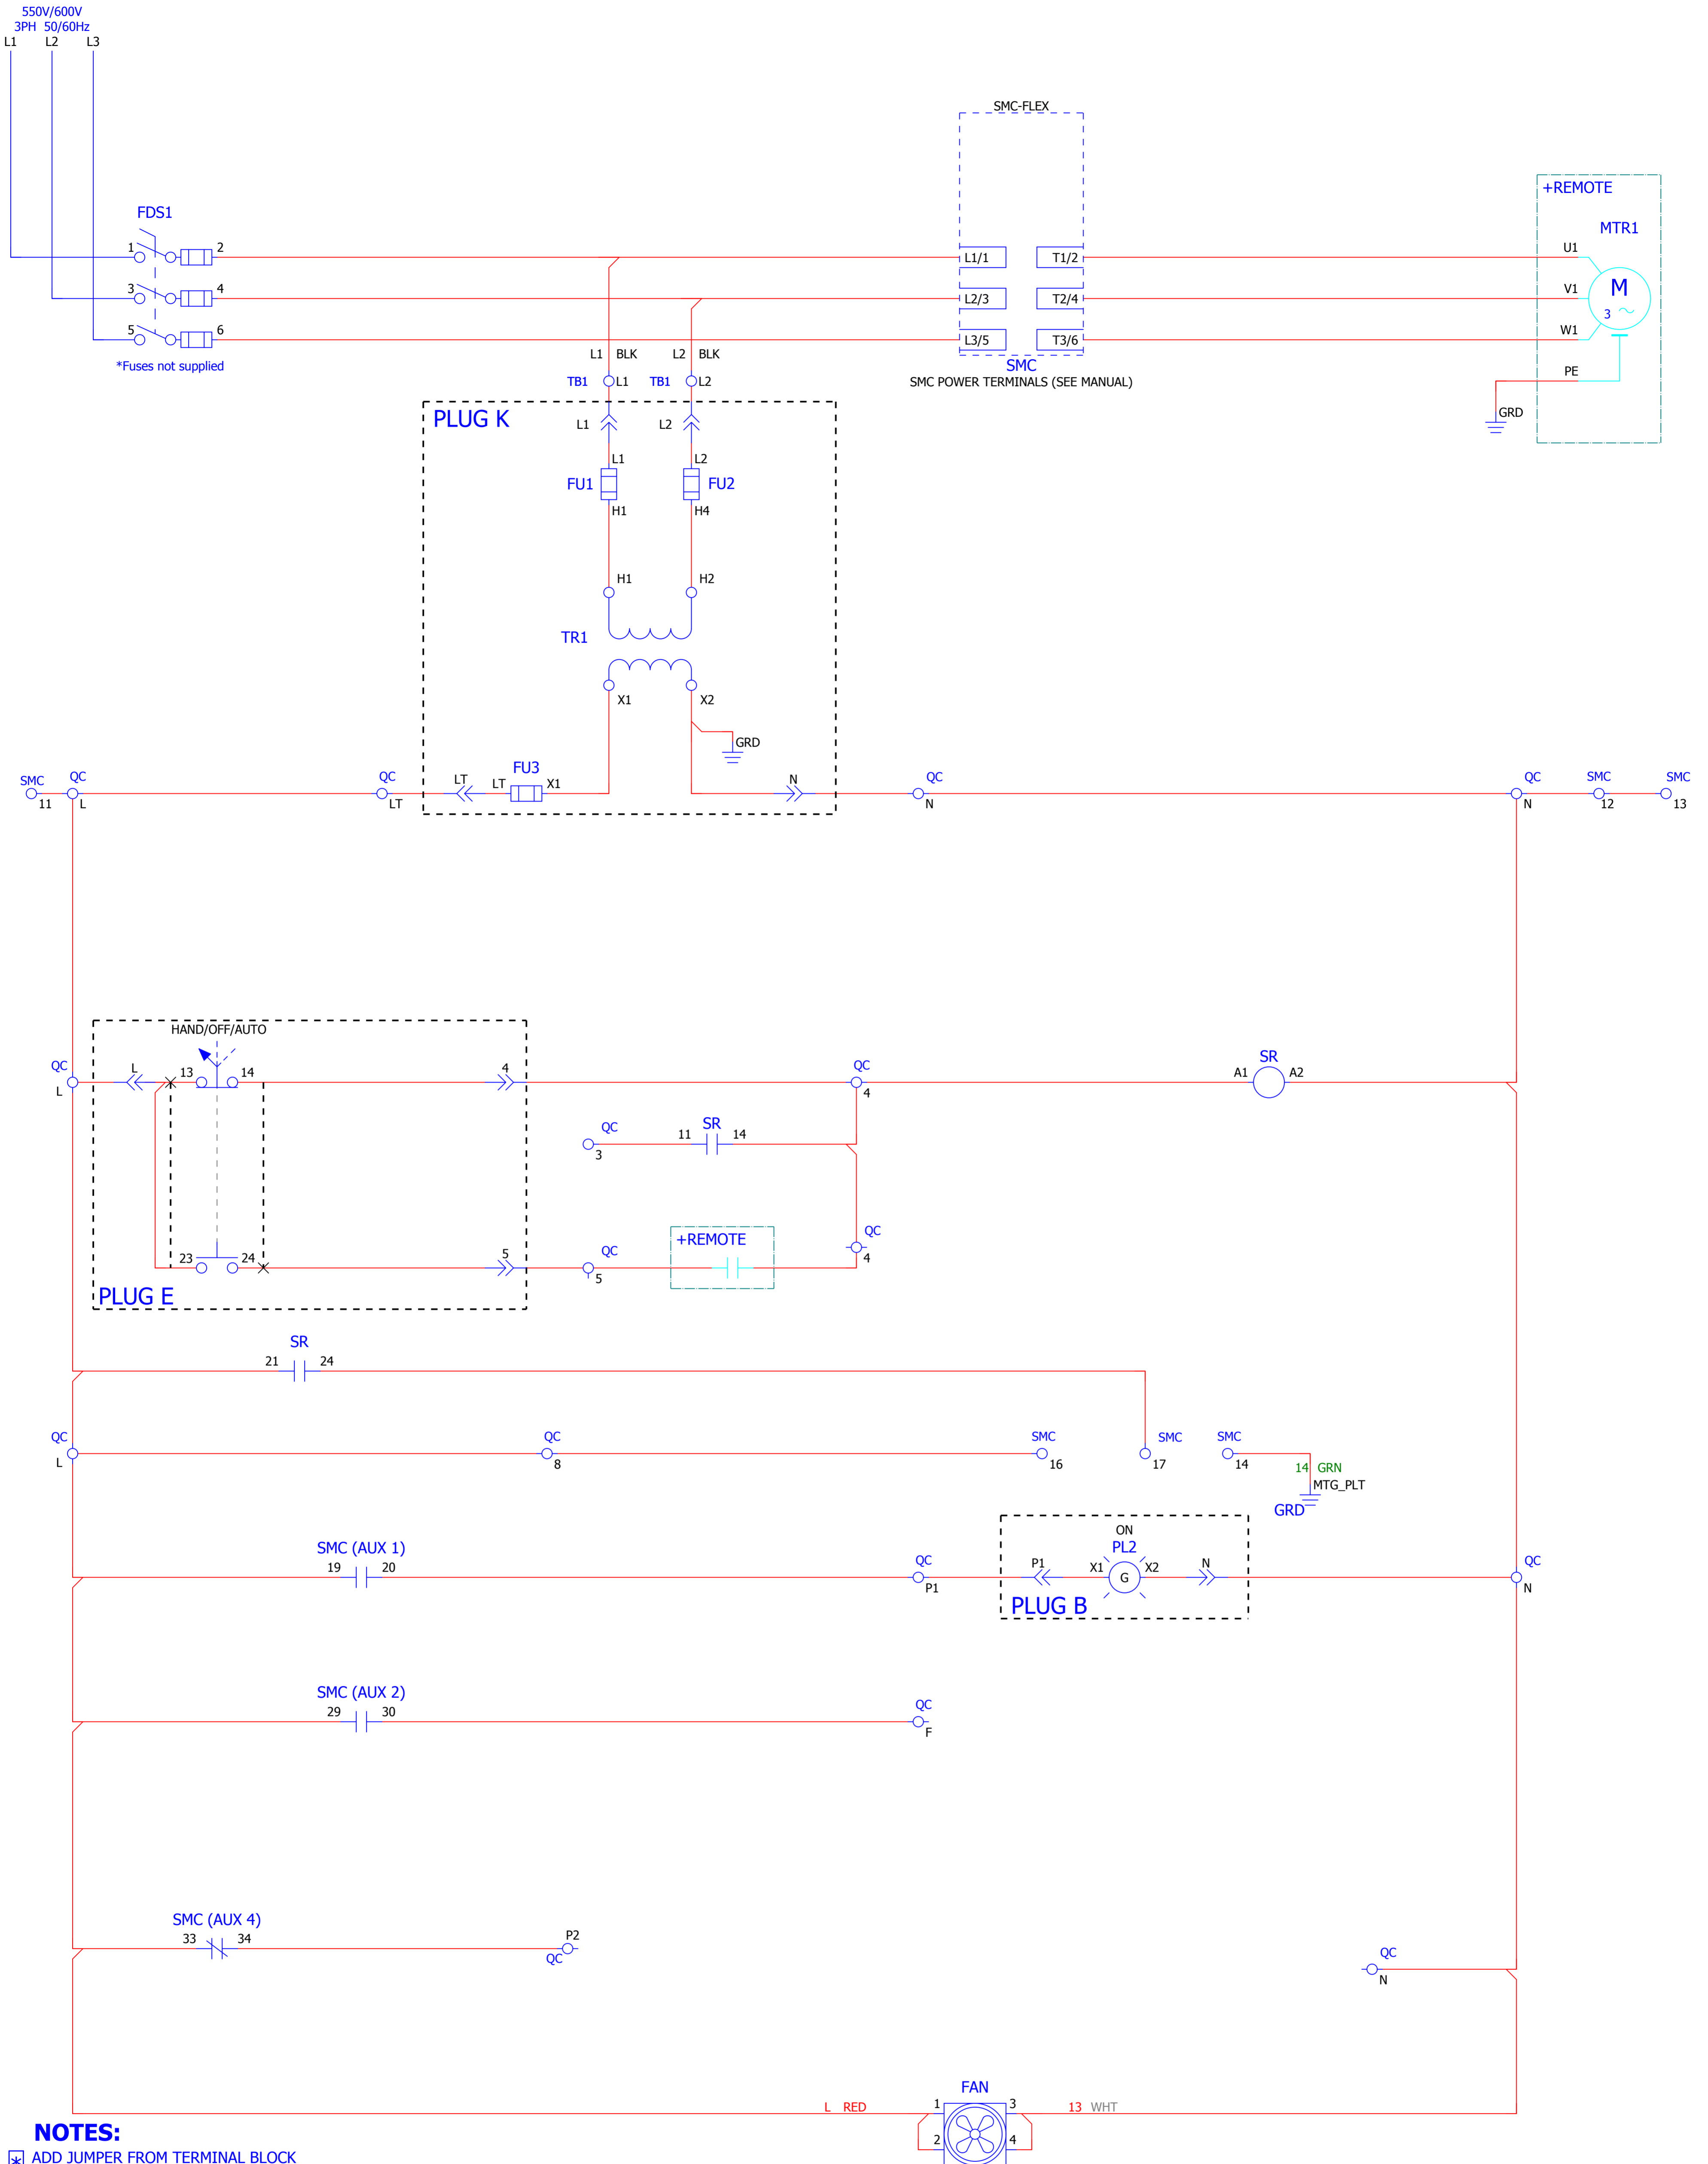 550V/600V
3PH 50/60Hz
L1 L2 L3
SMC-FLEX
+REMOTE
MTR1
FDS1
1 2
L1/1 T1/2
U1
3 4
L2/3 T2/4
V1
M
3
5 6
L3/5 T3/6
W1
*Fuses not supplied
L1 BLK L2 BLK
SMC
SMC POWER TERMINALS (SEE MANUAL)
PE
TB1 L1 TB1 L2
GRD
PLUG K
L1 L2
L1 L2
FU1 FU2
H1 H4
H1 H2
TR1
X1 X2
GRD
FU3
SMC QC QC LT LT X1 N QC QC SMC SMC
11 L LT N N 12 13
HAND/OFF/AUTO
QC L 13 14 4 QC SR
A1 A2
L 4
QC 11 SR 14
3
+REMOTE
QC
23 24 5 QC 4
5
PLUG E
SR
21 24
QC QC SMC SMC SMC
L 8 16 17 14
14 GRN
MTG_PLT
GRD
ON
PL2
SMC (AUX 1)
19 20 QC P1 X1 G X2 N QC
P1 N
PLUG B
SMC (AUX 2)
29 30 QC
F
SMC (AUX 4)
33 34 P2
QC
QC
N
FAN
L RED 1 3 13 WHT
2 4
NOTES:
* ADD JUMPER FROM TERMINAL BLOCK